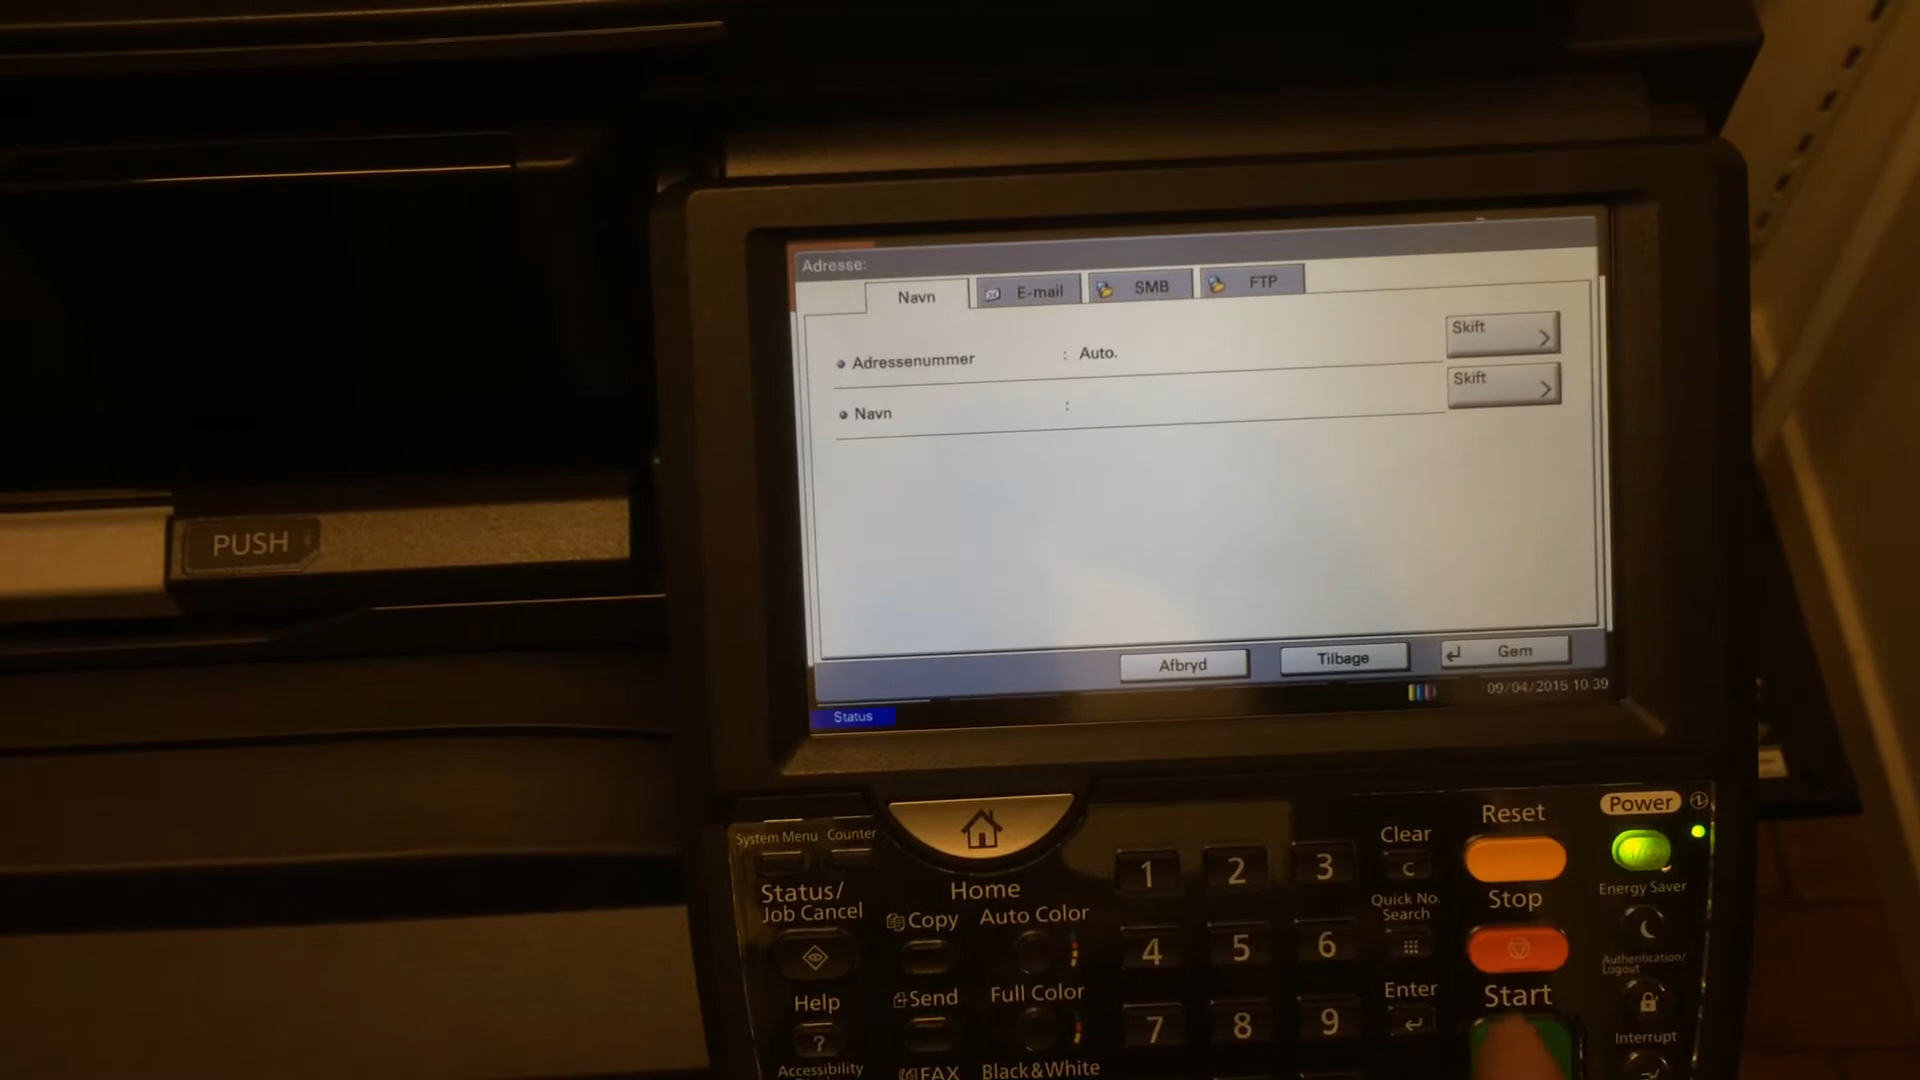 Adresse:
Navn
E-mail
SMB
FTP
Adressenummer : Auto.
Skift
Navn :
Skift
Afbryd
Tilbage
Gem
Status
09/04/2015 10 39
PUSH
System Menu
Counter
Home
Status/
Job Cancel
Copy
Auto Color
Help
?
Send
Full Color
Accessibility
FAX
Black&White
1
2
3
4
5
6
7
8
9
Clear
C
Quick No.
Search
Enter
Reset
Stop
Start
Power
Energy Saver
Authentication/
Logout
Interrupt